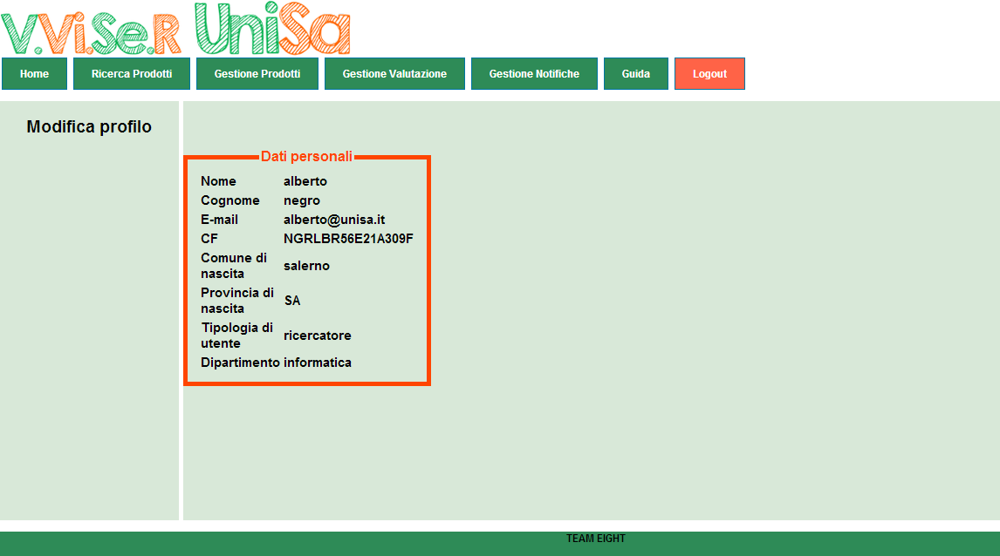 V.Vi.Se.R UniSa
Home Ricerca Prodotti Gestione Prodotti Gestione Valutazione Gestione Notifiche Guida Logout
Modifica profilo
Dati personali
Nome alberto
Cognome negro
E-mail alberto@unisa.it
CF NGRLBR56E21A309F
Comune di
nascita
salerno
Provincia di
nascita
SA
Tipologia di
utente
ricercatore
Dipartimento informatica
TEAM EIGHT